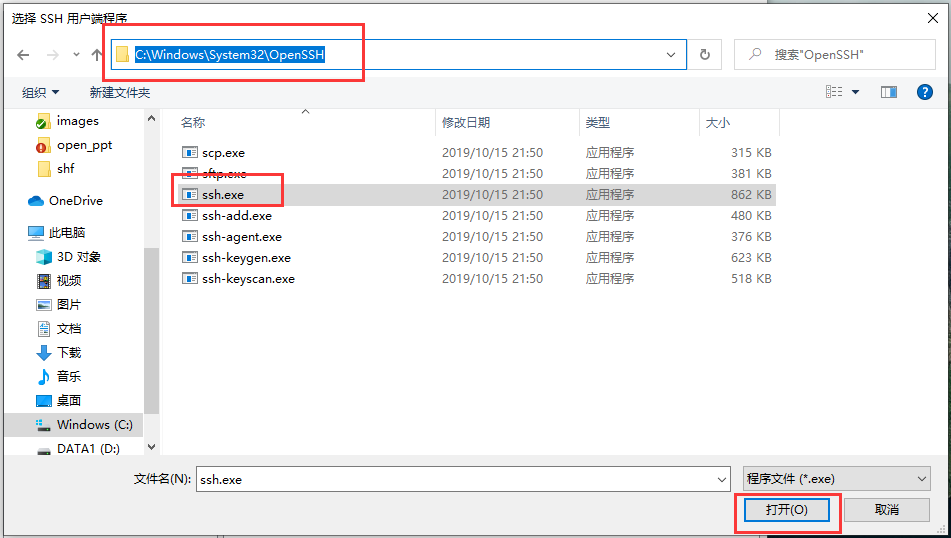 选择 SSH 用户端程序
C:\Windows\System32\OpenSSH
搜索"OpenSSH"
组织
新建文件夹
images
open_ppt
shf
OneDrive
此电脑
3D 对象
视频
图片
文档
下载
音乐
桌面
Windows (C:)
DATA1 (D:)
名称 修改日期 类型 大小
scp.exe 2019/10/15 21:50 应用程序 315 KB
sftp.exe 2019/10/15 21:50 应用程序 381 KB
ssh.exe 2019/10/15 21:50 应用程序 862 KB
ssh-add.exe 2019/10/15 21:50 应用程序 480 KB
ssh-agent.exe 2019/10/15 21:50 应用程序 376 KB
ssh-keygen.exe 2019/10/15 21:50 应用程序 623 KB
ssh-keyscan.exe 2019/10/15 21:50 应用程序 518 KB
文件名(N): ssh.exe
程序文件 (*.exe)
打开(O)
取消